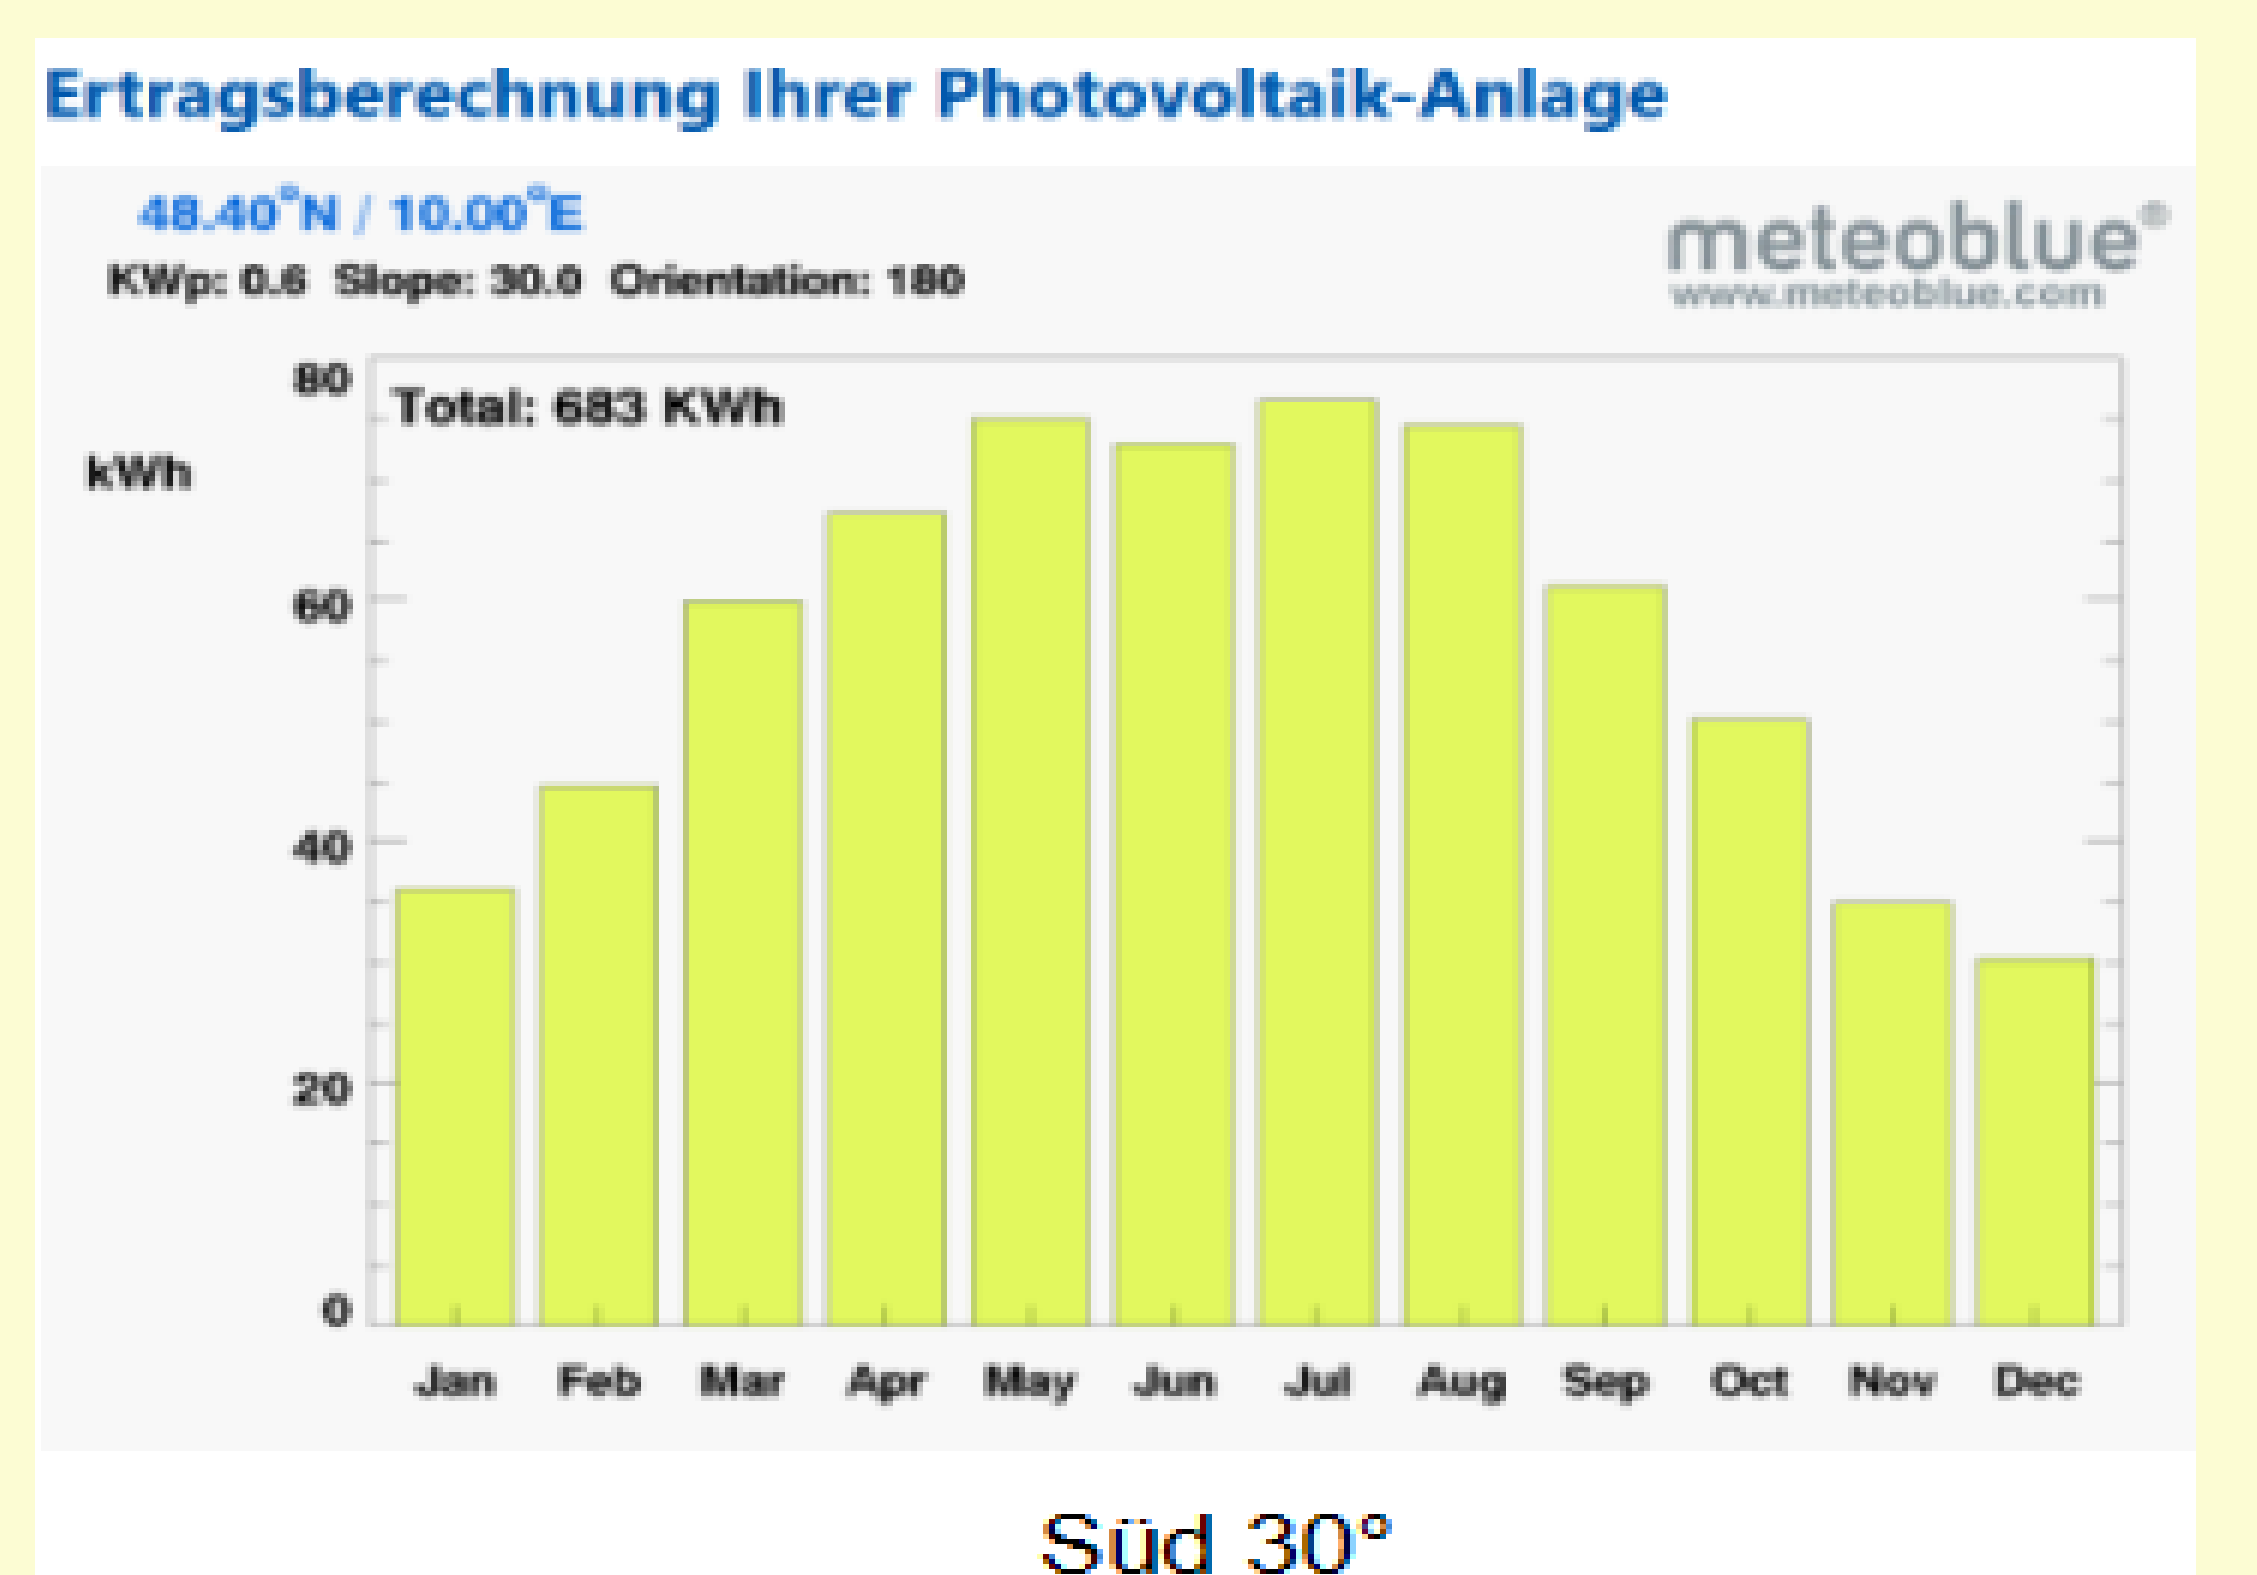 Ertragsberechnung Ihrer Photovoltaik-Anlage
48.40°N / 10.00°E
meteoblue®
KWp: 0.6 Slope: 30.0 Orientation: 180
www.meteoblue.com
80
Total: 683 KWh
kWh
60
40
20
0
Jan Feb Mar Apr May Jun Jul Aug Sep Oct Nov Dec
Süd 30°